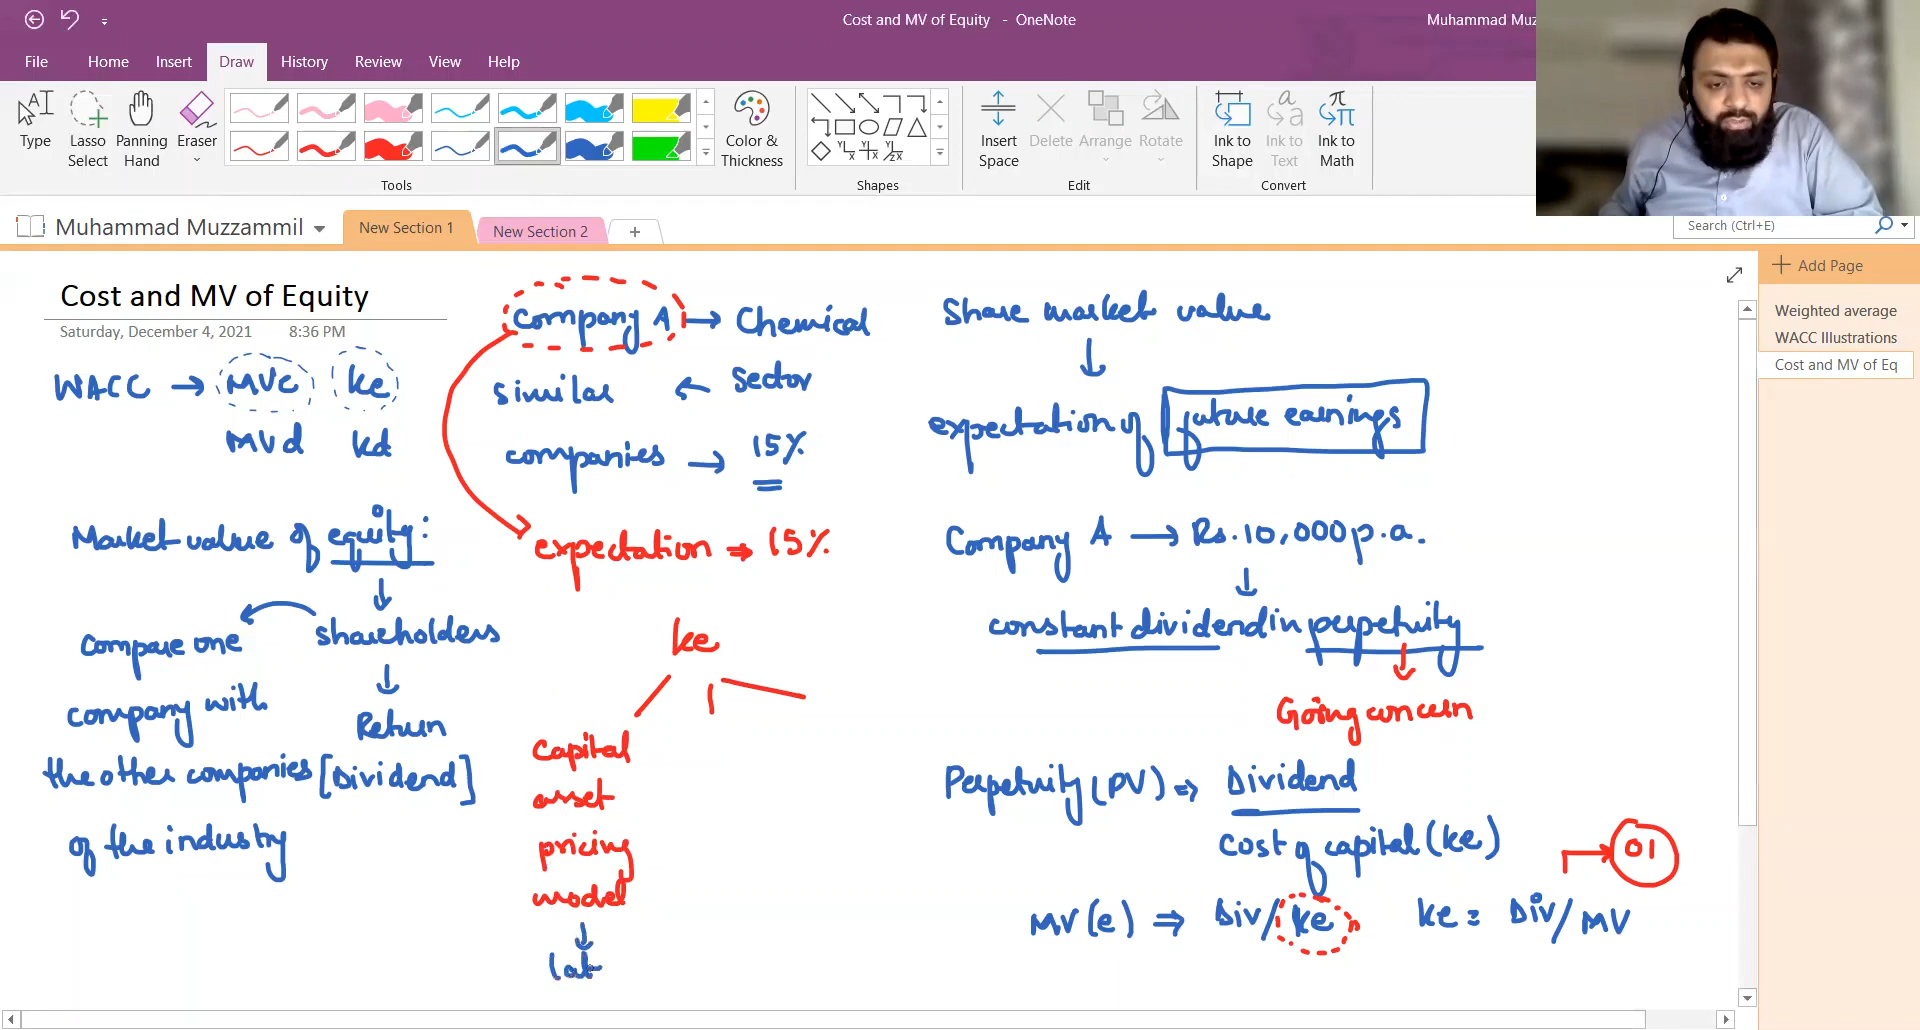 Cost and MV of Equity - OneNote
Muhammad Muz
File Home Insert Draw History Review View Help
Type
Lasso Select
Panning Hand
Eraser
Color & Thickness
Insert Space
Delete
Arrange
Rotate
Ink to Shape
Ink to Text
Ink to Math
Tools
Shapes
Edit
Convert
Muhammad Muzzammil
New Section 1
New Section 2
Search (Ctrl+E)
Add Page
Weighted average
WACC Illustrations
Cost and MV of Eq
Cost and MV of Equity
Saturday, December 4, 2021 8:36 PM
WACC → MVe ke
MVd kd
Market value of equity:
↓
shareholders
↓
Return
[Dividend]
Compare one
company with
the other companies
of the industry
Company A → Chemical
Sector
similar
companies → 15%
expectation → 15%
ke
Capital
asset
pricing
model
↓
Share market value
↓
expectation of future earnings
Company A → Rs.10,000 p.a.
↓
constant dividend in perpetuity
↓
Going concern
Perpetuity (PV) ⇒ Dividend
Cost of capital (ke)
01
MV(e) ⇒ Div/ke
ke = Div/MV